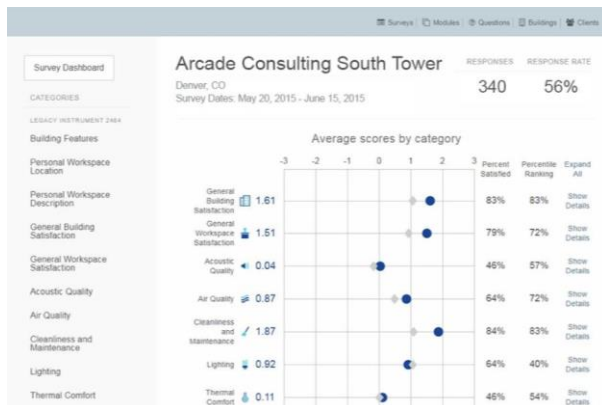 Surveys Modules Questions Buildings Clients
Survey Dashboard
CATEGORIES
LEGACY INSTRUMENT 2464
Building Features
Personal Workspace
Location
Personal Workspace
Description
General Building
Satisfaction
General Workspace
Satisfaction
Acoustic Quality
Air Quality
Cleanliness and
Maintenance
Lighting
Thermal Comfort
Arcade Consulting South Tower
Denver, CO
Survey Dates: May 20, 2015 - June 15, 2015
RESPONSES RESPONSE RATE
340 56%
Average scores by category
-3 -2 -1 0 1 2 3
Percent
Satisfied
Percentile
Ranking
Expand
All
General
Building
Satisfaction
1.61 83% 83% Show
Details
General
Workspace
Satisfaction
1.51 79% 72% Show
Details
Acoustic
Quality
0.04 46% 57% Show
Details
Air Quality 0.87 64% 72% Show
Details
Cleanliness
and
Maintenance
1.87 84% 83% Show
Details
Lighting 0.92 64% 40% Show
Details
Thermal
Comfort
0.11 46% 54% Show
Details